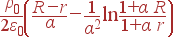 ρ₀/2ε₀ (R−r/α − 1/α² ln 1+α R/1+α r)